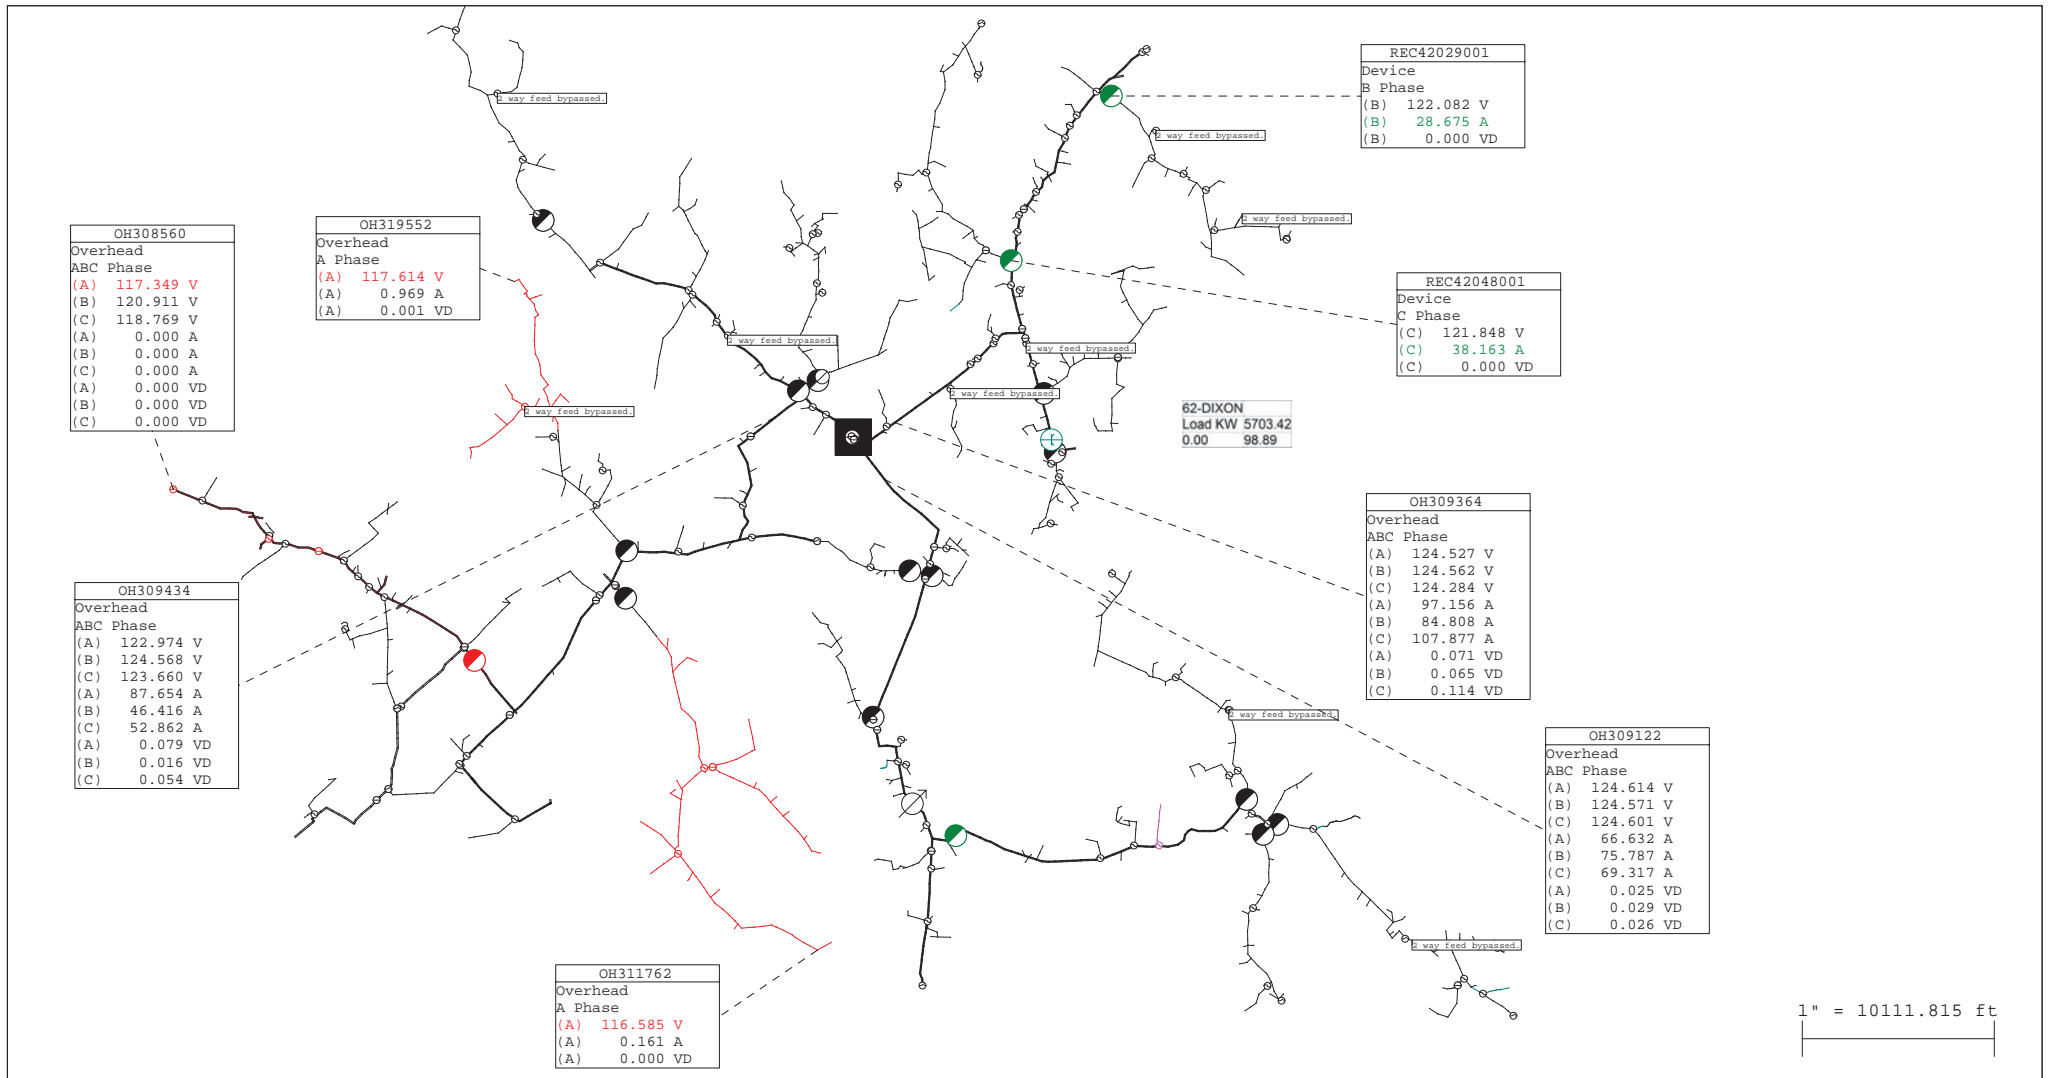 REC42029001
Device
B Phase
(B) 122.082 V
(B) 28.675 A
(B) 0.000 VD
2 way feed bypassed.
2 way feed bypassed.
2 way feed bypassed.
OH308560
Overhead
ABC Phase
(A) 117.349 V
(B) 120.911 V
(C) 118.769 V
(A) 0.000 A
(B) 0.000 A
(C) 0.000 A
(A) 0.000 VD
(B) 0.000 VD
(C) 0.000 VD
OH319552
Overhead
A Phase
(A) 117.614 V
(A) 0.969 A
(A) 0.001 VD
REC42048001
Device
C Phase
(C) 121.848 V
(C) 38.163 A
(C) 0.000 VD
2 way feed bypassed.
2 way feed bypassed.
2 way feed bypassed.
2 way feed bypassed.
62-DIXON
Load KW 5703.42
0.00 98.89
OH309364
Overhead
ABC Phase
(A) 124.527 V
(B) 124.562 V
(C) 124.284 V
(A) 97.156 A
(B) 84.808 A
(C) 107.877 A
(A) 0.071 VD
(B) 0.065 VD
(C) 0.114 VD
OH309434
Overhead
ABC Phase
(A) 122.974 V
(B) 124.568 V
(C) 123.660 V
(A) 87.654 A
(B) 46.416 A
(C) 52.862 A
(A) 0.079 VD
(B) 0.016 VD
(C) 0.054 VD
2 way feed bypassed.
OH309122
Overhead
ABC Phase
(A) 124.614 V
(B) 124.571 V
(C) 124.601 V
(A) 66.632 A
(B) 75.787 A
(C) 69.317 A
(A) 0.025 VD
(B) 0.029 VD
(C) 0.026 VD
2 way feed bypassed.
OH311762
Overhead
A Phase
(A) 116.585 V
(A) 0.161 A
(A) 0.000 VD
1" = 10111.815 ft